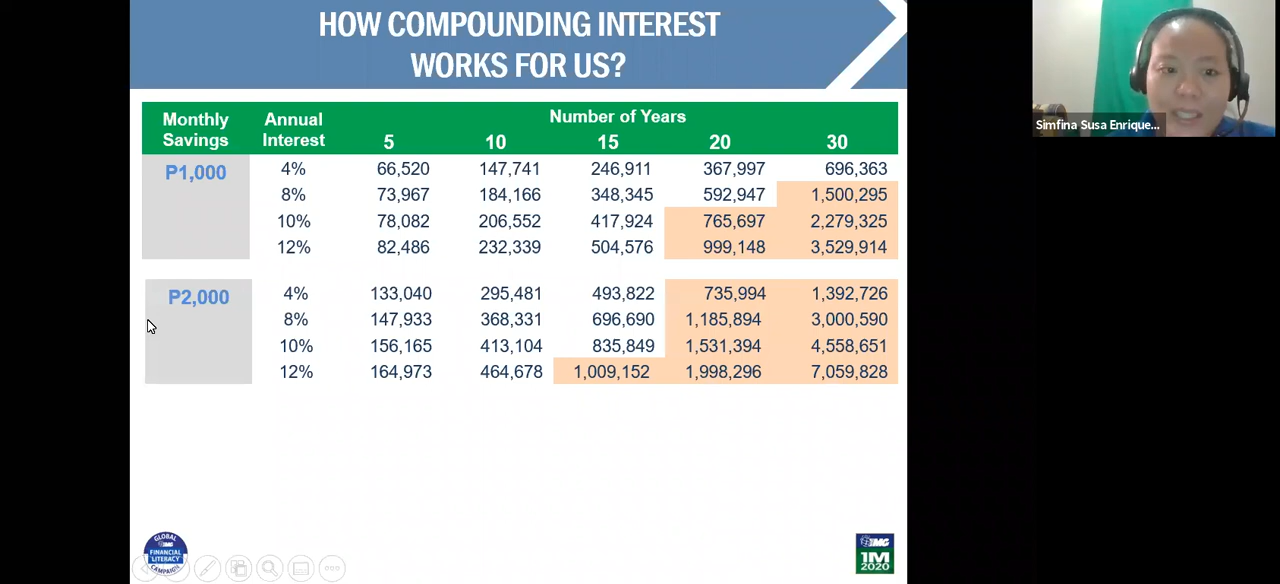 HOW COMPOUNDING INTEREST
WORKS FOR US?
Simfina Susa Enrique...
Monthly Savings Annual Interest Number of Years
5 10 15 20 30
P1,000 4% 66,520 147,741 246,911 367,997 696,363
8% 73,967 184,166 348,345 592,947 1,500,295
10% 78,082 206,552 417,924 765,697 2,279,325
12% 82,486 232,339 504,576 999,148 3,529,914
P2,000 4% 133,040 295,481 493,822 735,994 1,392,726
8% 147,933 368,331 696,690 1,185,894 3,000,590
10% 156,165 413,104 835,849 1,531,394 4,558,651
12% 164,973 464,678 1,009,152 1,998,296 7,059,828
GLOBAL
FINANCIAL
LITERACY
CAMPAIGN
IMG
1M
2020